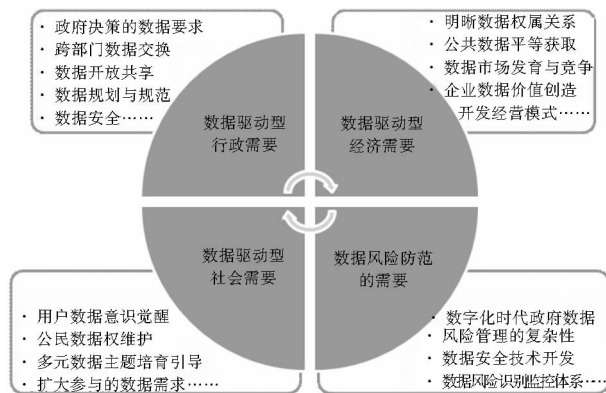 · 政府决策的数据要求
· 跨部门数据交换
· 数据开放共享
· 数据规划与规范
· 数据安全……
· 明晰数据权属关系
· 公共数据平等获取
· 数据市场发育与竞争
· 企业数据价值创造
· 开发经营模式……
数据驱动型
行政需要
数据驱动型
经济需要
数据驱动型
社会需要
数据风险防范
的需要
· 用户数据意识觉醒
· 公民数据权维护
· 多元数据主题培育引导
· 扩大参与的数据需求……
· 数字化时代政府数据
· 风险管理的复杂性
· 数据安全技术开发
· 数据风险识别监控体系……